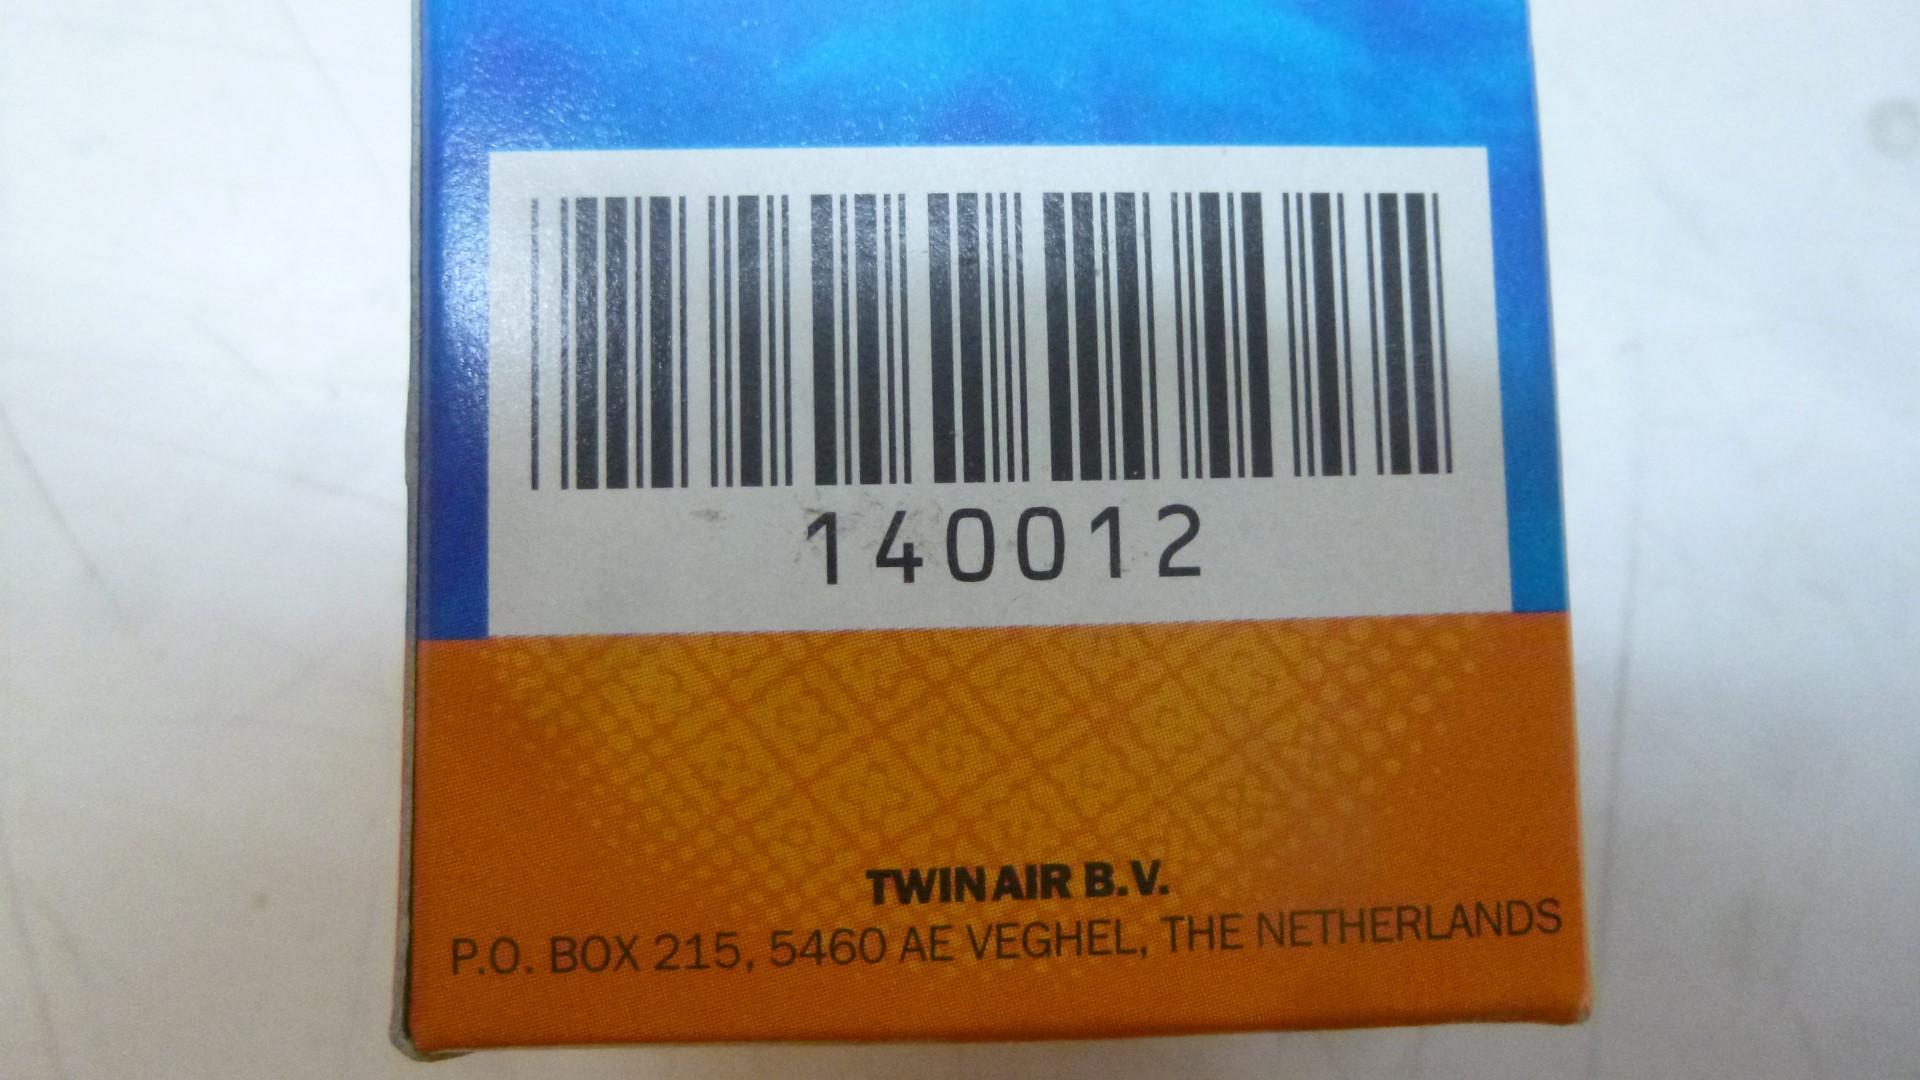 140012
TWIN AIR B.V.
P.O. BOX 215, 5460 AE VEGHEL, THE NETHERLANDS